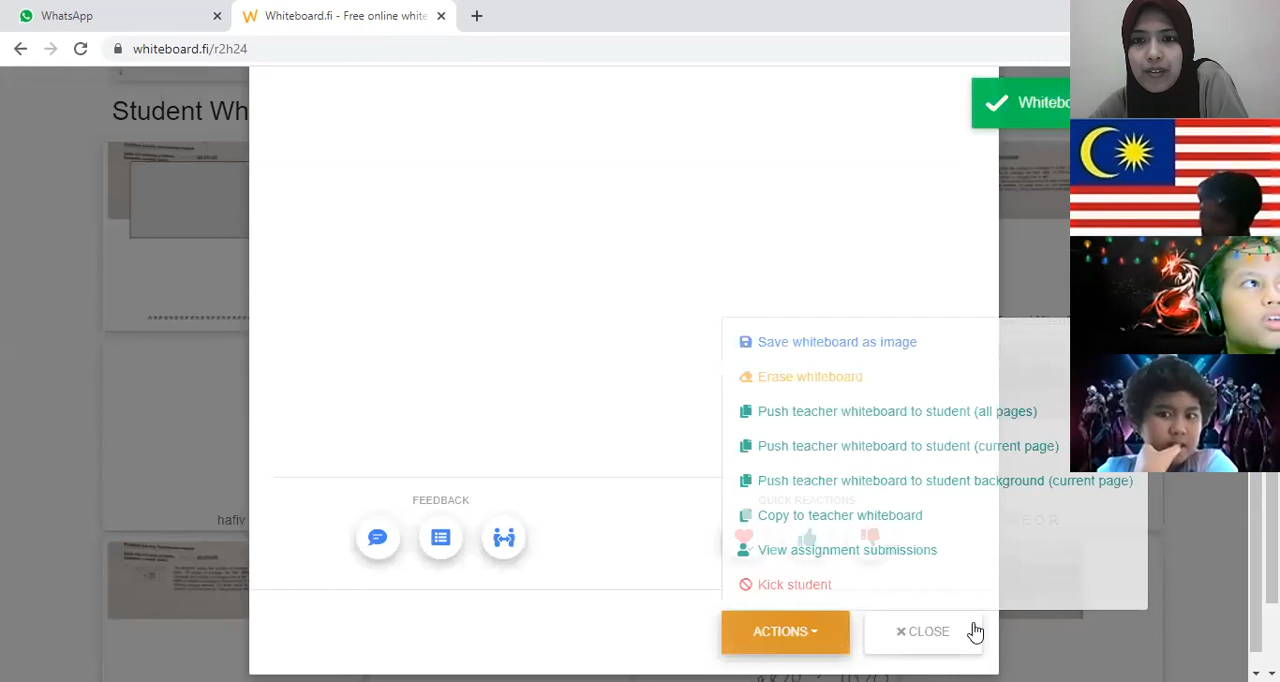 WhatsApp
Whiteboard.fi - Free online white
whiteboard.fi/r2h24
Student Wh
Whitebo
Save whiteboard as image
Erase whiteboard
Push teacher whiteboard to student (all pages)
Push teacher whiteboard to student (current page)
Push teacher whiteboard to student background (current page)
FEEDBACK
QUICK REACTIONS
Copy to teacher whiteboard
hafiv
View assignment submissions
Kick student
ACTIONS
CLOSE